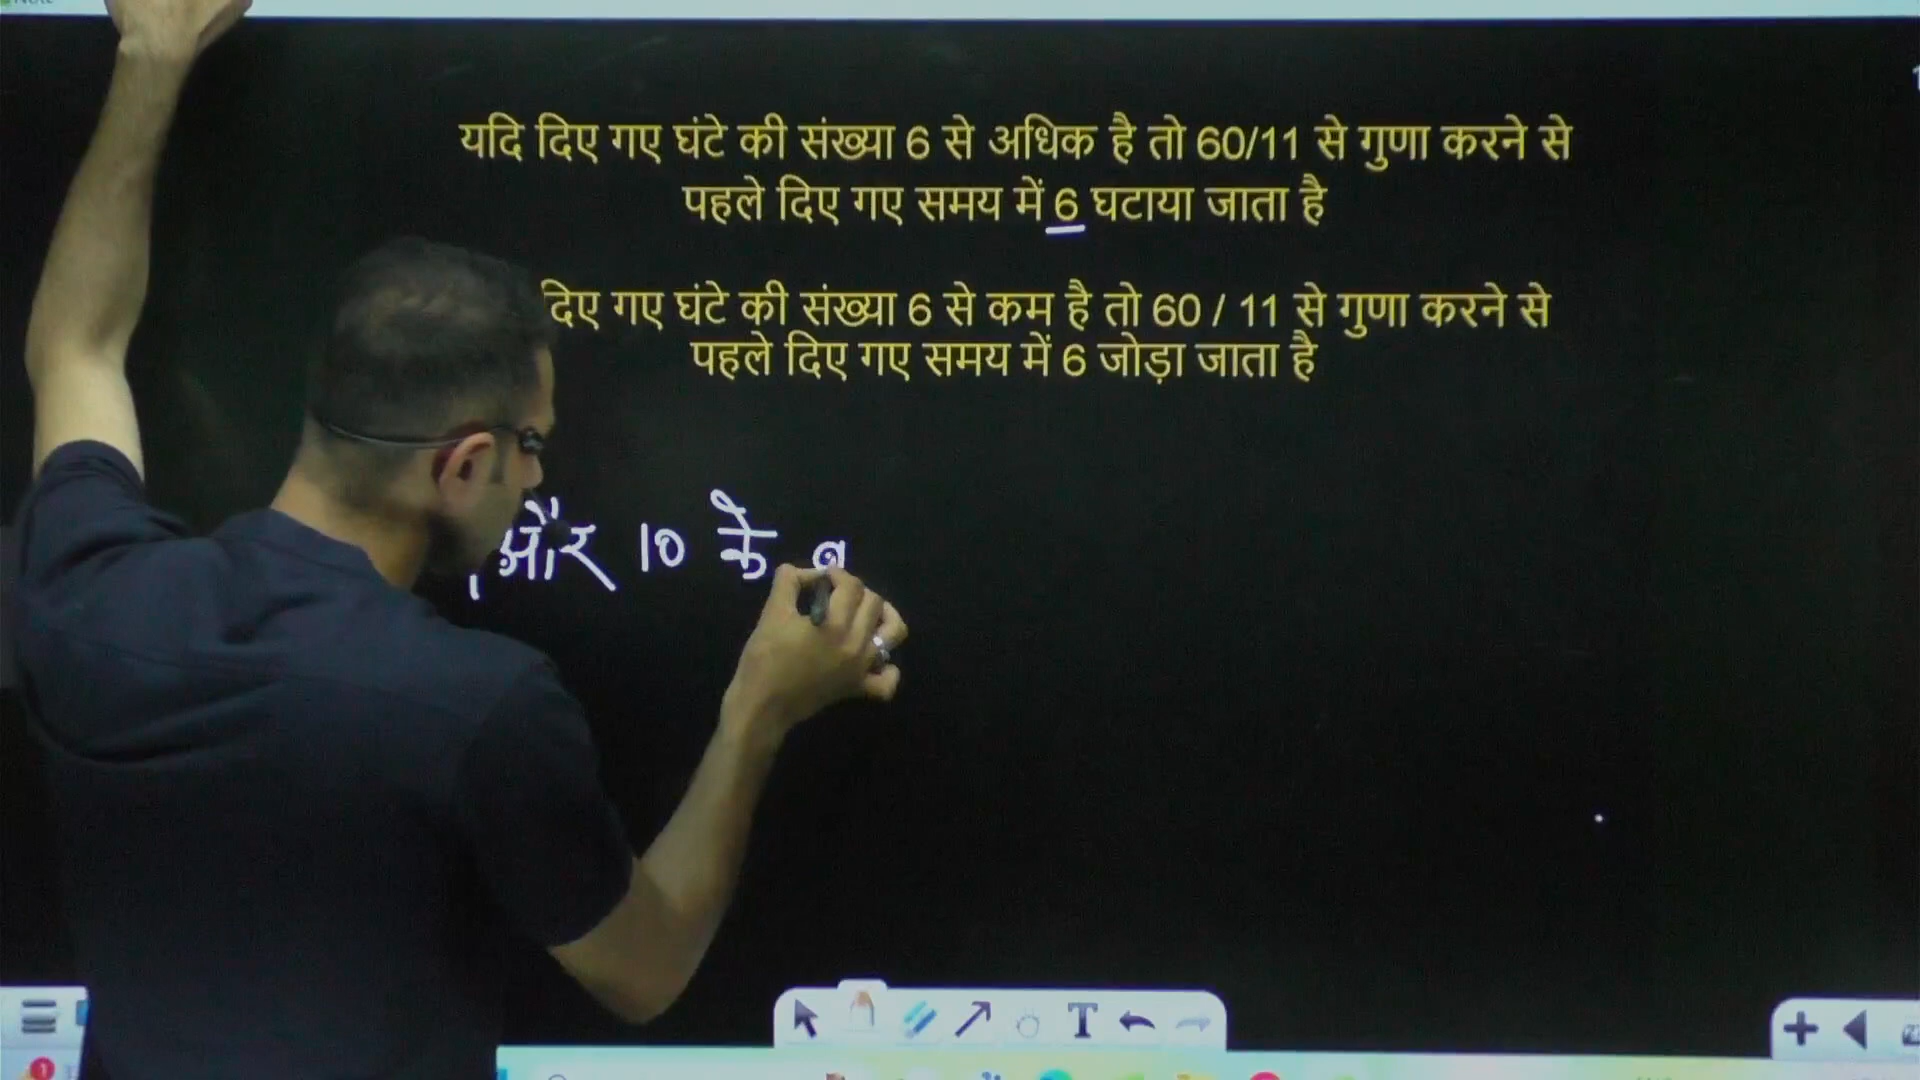 यदि दिए गए घंटे की संख्या 6 से अधिक है तो 60/11 से गुणा करने से
पहले दिए गए समय में 6 घटाया जाता है
दिए गए घंटे की संख्या 6 से कम है तो 60 / 11 से गुणा करने से
पहले दिए गए समय में 6 जोड़ा जाता है
और 10 के
T
1